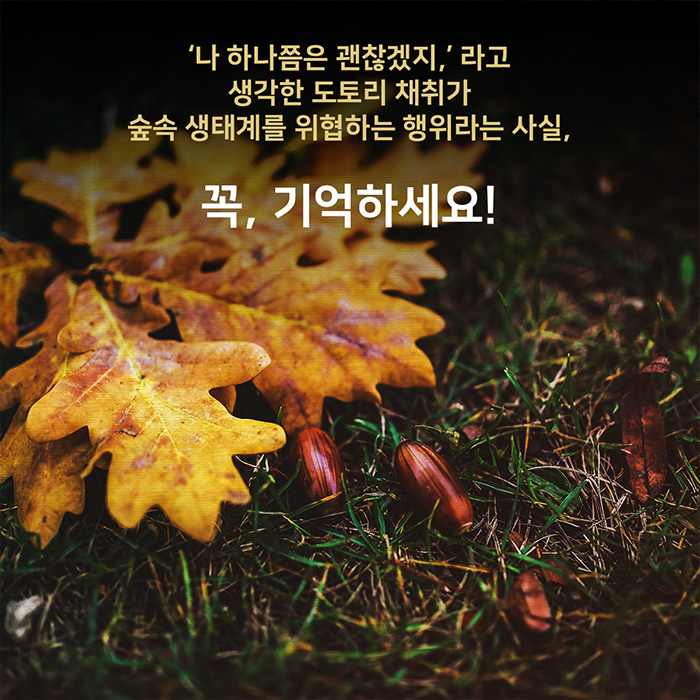 ‘나 하나쯤은 괜찮겠지,’ 라고
생각한 도토리 채취가
숲속 생태계를 위협하는 행위라는 사실,
꼭, 기억하세요!